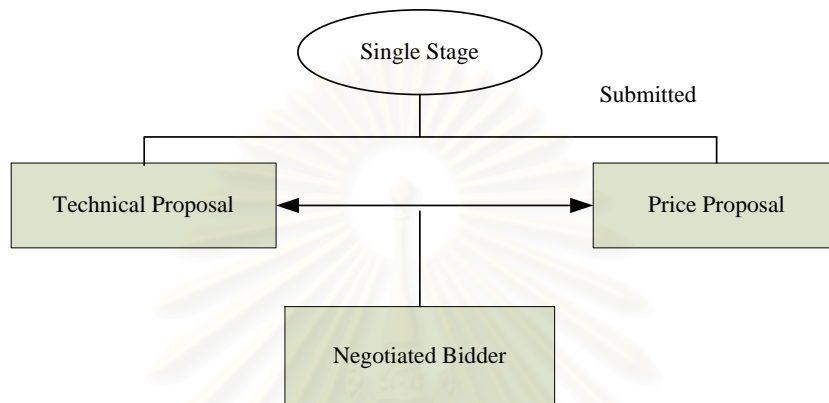 Single Stage
Submitted
Technical Proposal
Price Proposal
Negotiated Bidder